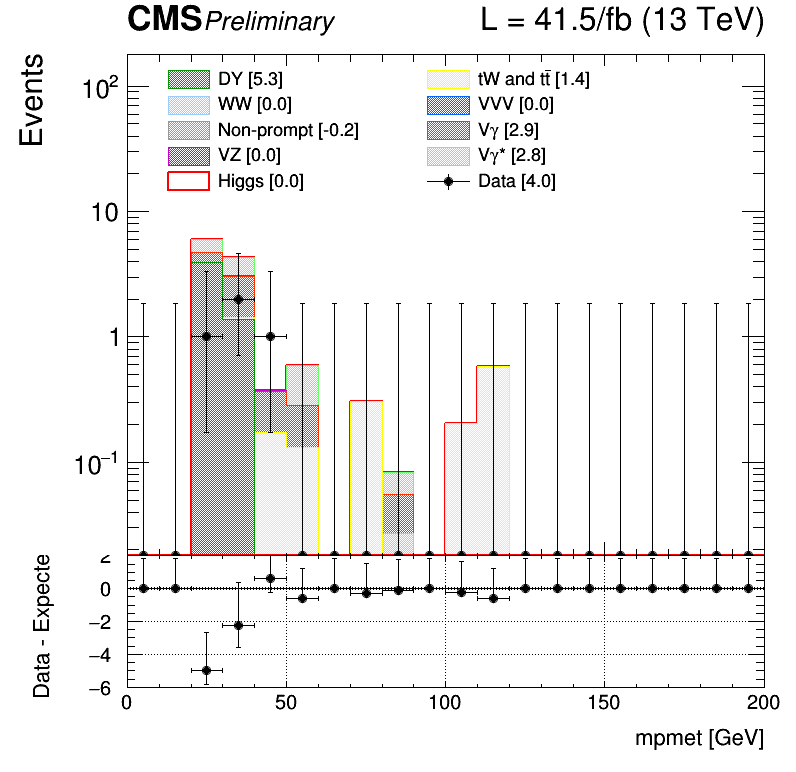 CMS Preliminary L = 41.5/fb (13 TeV)
Events
10²
10
1
10⁻¹
DY [5.3]
WW [0.0]
Non-prompt [-0.2]
VZ [0.0]
Higgs [0.0]
tW and tt̄ [1.4]
VVV [0.0]
Vγ [2.9]
Vγ* [2.8]
Data [4.0]
Data - Expecte
2
0
−2
−4
−6
0 50 100 150 200
mpmet [GeV]